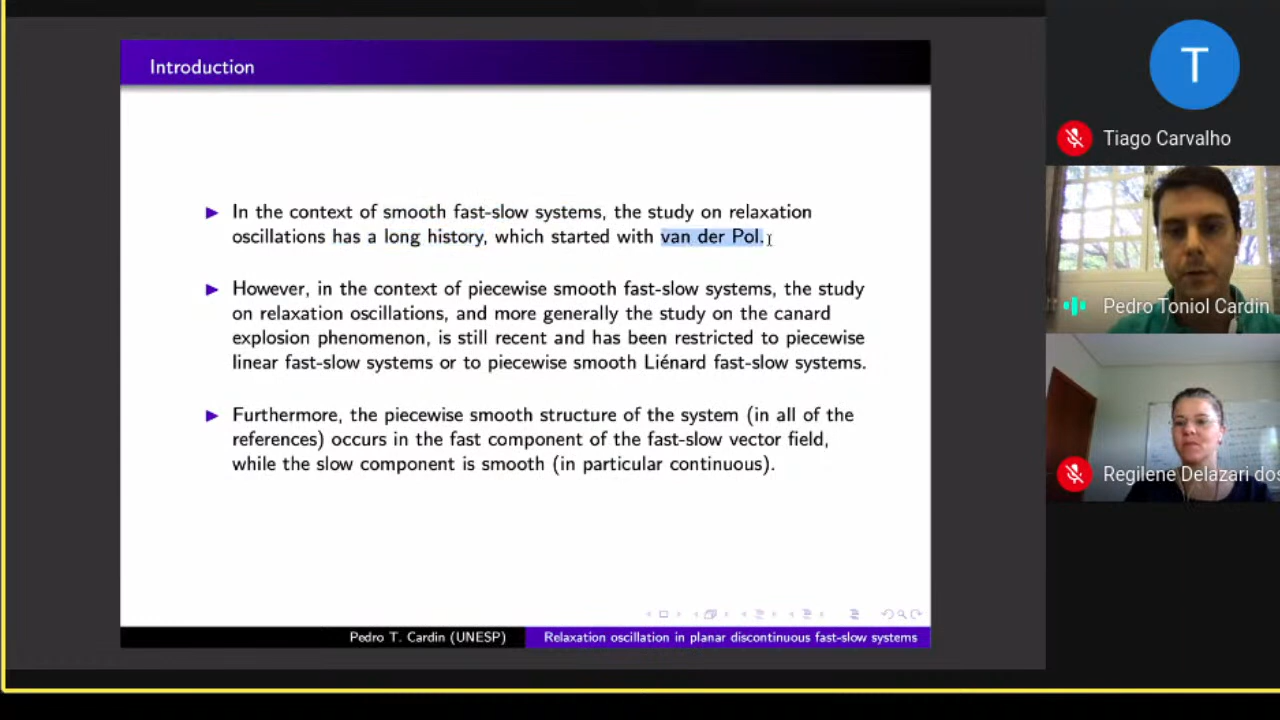 Introduction
In the context of smooth fast-slow systems, the study on relaxation
oscillations has a long history, which started with van der Pol.
However, in the context of piecewise smooth fast-slow systems, the study
on relaxation oscillations, and more generally the study on the canard
explosion phenomenon, is still recent and has been restricted to piecewise
linear fast-slow systems or to piecewise smooth Liénard fast-slow systems.
Furthermore, the piecewise smooth structure of the system (in all of the
references) occurs in the fast component of the fast-slow vector field,
while the slow component is smooth (in particular continuous).
Pedro T. Cardin (UNESP)
Relaxation oscillation in planar discontinuous fast-slow systems
T
Tiago Carvalho
Pedro Toniol Cardin
Regilene Delazari dos